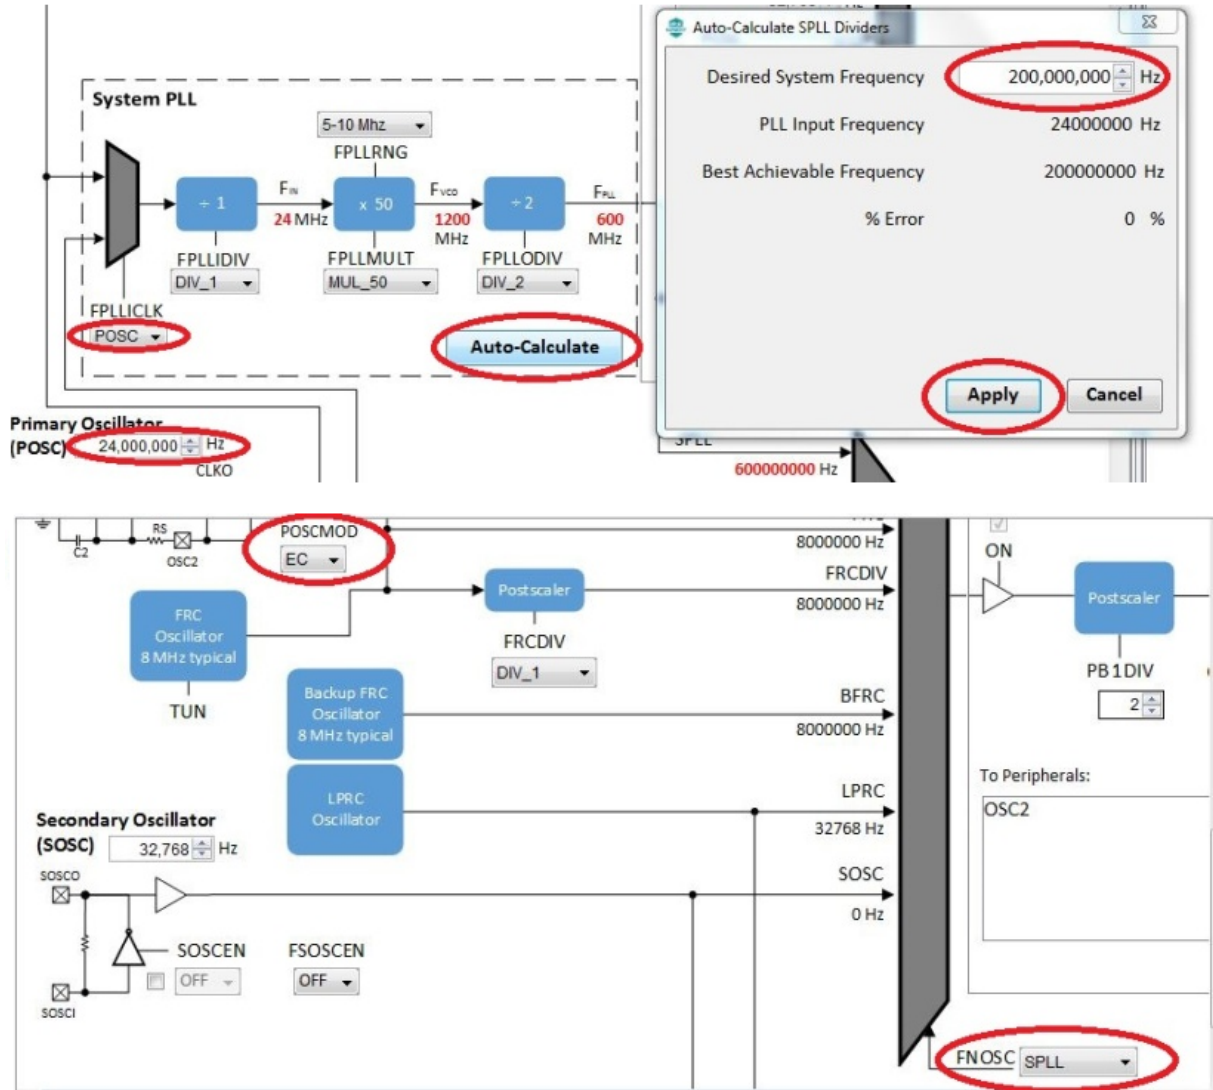 Auto-Calculate SPLL Dividers
Desired System Frequency 200,000,000 Hz
PLL Input Frequency 24000000 Hz
Best Achievable Frequency 200000000 Hz
% Error 0 %
Apply Cancel
System PLL
5-10 Mhz
FPLLRNG
÷ 1
FIN
24 MHz
x 50
FVCO
1200
MHz
÷2
FPLL
600
MHz
FPLLIDIV
DIV_1
FPLLMULT
MUL_50
FPLLODIV
DIV_2
FPLLICLK
POSC
Auto-Calculate
Primary Oscillator
(POSC) 24,000,000 Hz
CLKO
SPLL
600000000 Hz
C2
RS
OSC2
POSCMOD
EC
8000000 Hz
FRC
Oscillator
8 MHz typical
TUN
Postscaler
FRCDIV
DIV_1
FRCDIV
8000000 Hz
Backup FRC
Oscillator
8 MHz typical
BFRC
8000000 Hz
LPRC
Oscillator
LPRC
32768 Hz
SOSC
0 Hz
Secondary Oscillator
(SOSC) 32,768 Hz
SOSCO
SOSCEN
OFF
FSOSCEN
OFF
SOSCI
ON
Postscaler
PB1DIV
2
To Peripherals:
OSC2
FNOSC SPLL